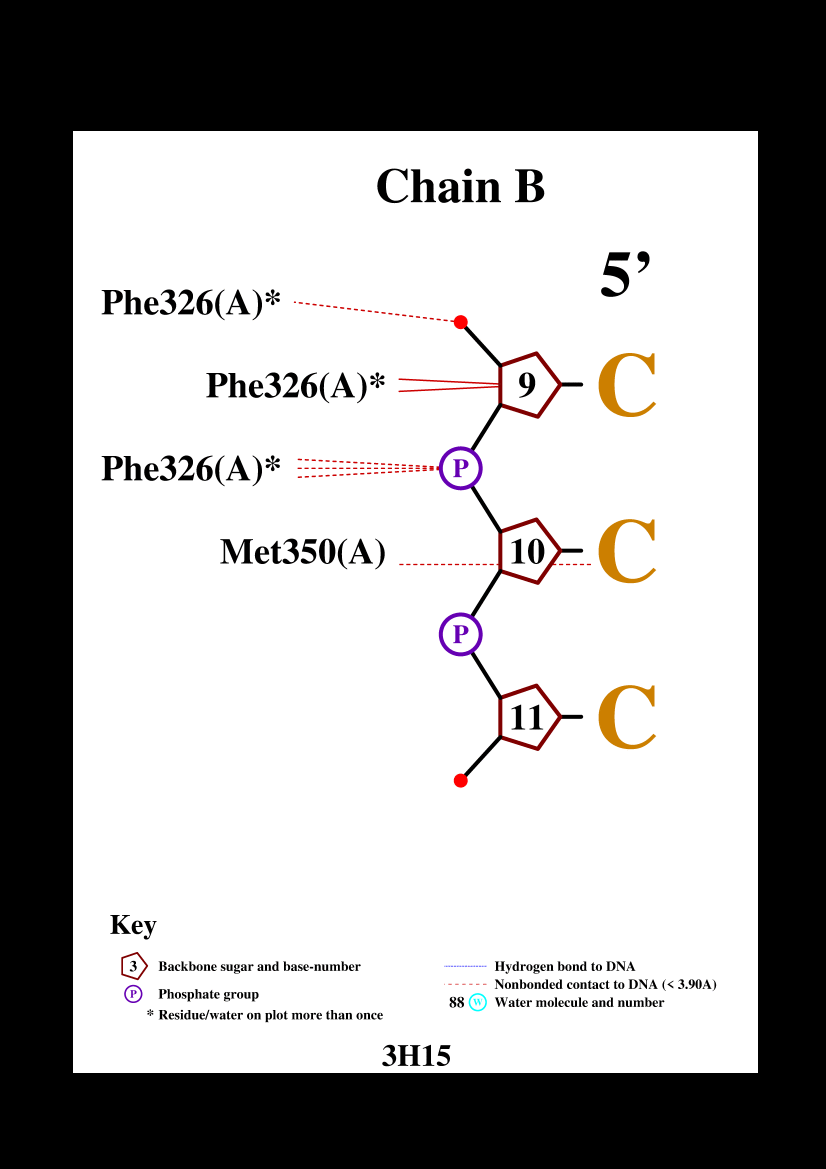 Chain B
5’
Phe326(A)*
Phe326(A)*
9 C
Phe326(A)*
P
Met350(A)
10 C
P
11 C
Key
3 Backbone sugar and base-number
P Phosphate group
* Residue/water on plot more than once
Hydrogen bond to DNA
Nonbonded contact to DNA (< 3.90A)
88 W Water molecule and number
3H15